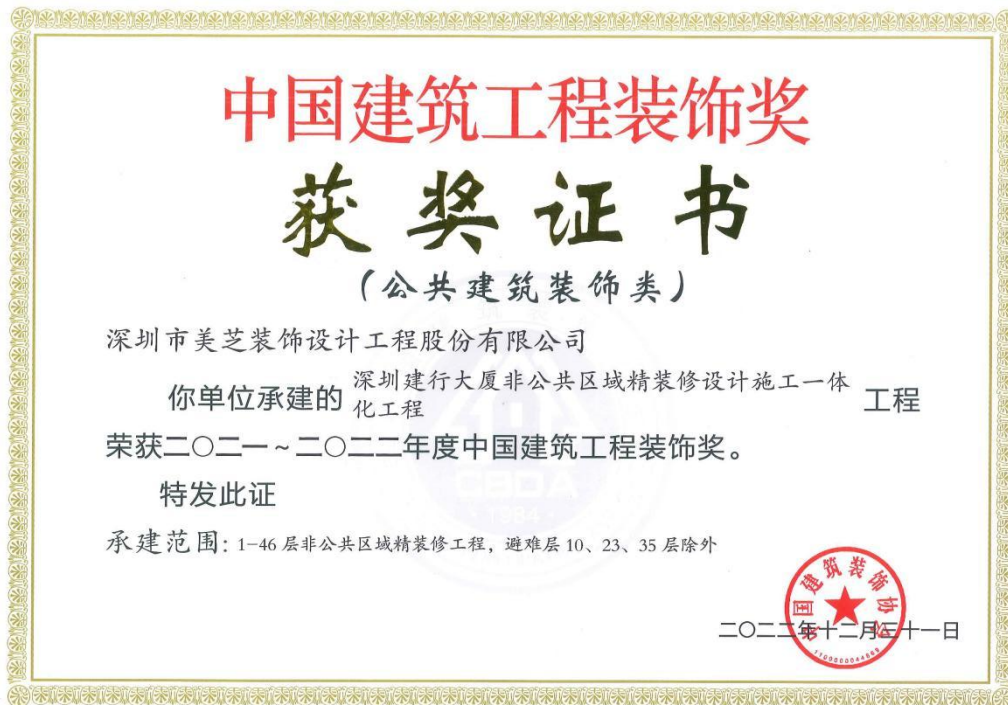 中国建筑工程装饰奖
获奖证书
(公共建筑装饰类)
深圳市美芝装饰设计工程股份有限公司
你单位承建的 深圳建行大厦非公共区域精装修设计施工一体
化工程 工程
荣获二〇二一~二〇二二年度中国建筑工程装饰奖。
特发此证
承建范围: 1-46 层非公共区域精装修工程, 避难层 10、23、35 层除外
中国建筑装饰协会
二〇二二年十二月三十一日
CBDA
·1984·